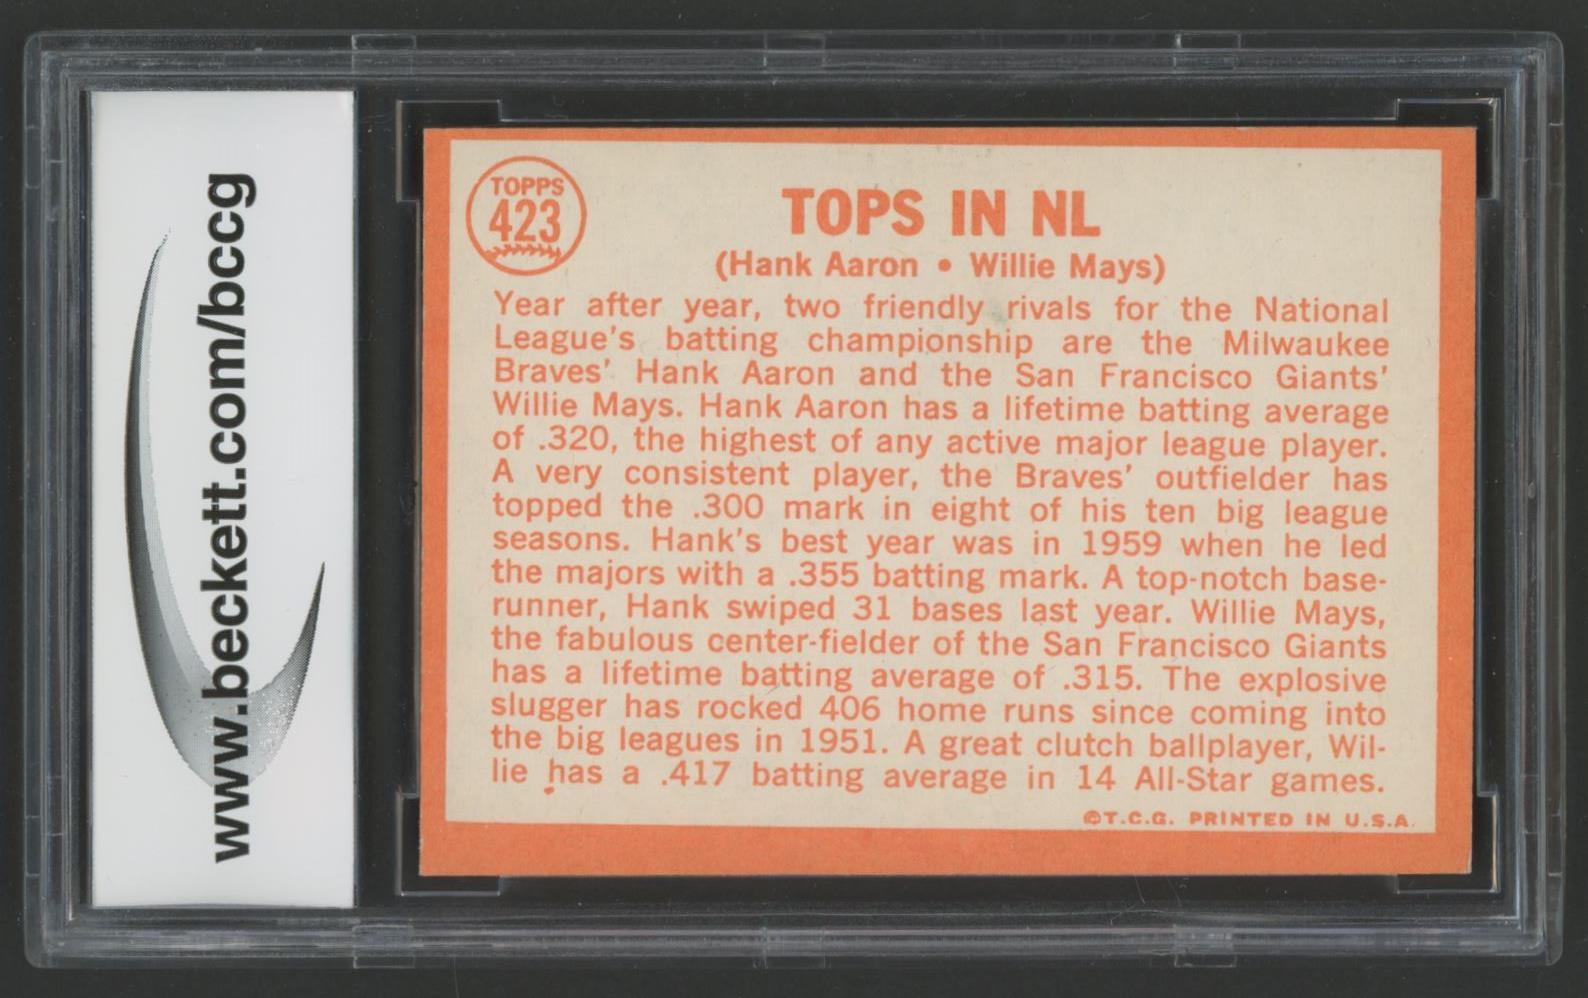 www.beckett.com/bccg
TOPPS
423
TOPS IN NL
(Hank Aaron • Willie Mays)
Year after year, two friendly rivals for the National
League's batting championship are the Milwaukee
Braves' Hank Aaron and the San Francisco Giants'
Willie Mays. Hank Aaron has a lifetime batting average
of .320, the highest of any active major league player.
A very consistent player, the Braves' outfielder has
topped the .300 mark in eight of his ten big league
seasons. Hank's best year was in 1959 when he led
the majors with a .355 batting mark. A top-notch base-
runner, Hank swiped 31 bases last year. Willie Mays,
the fabulous center-fielder of the San Francisco Giants
has a lifetime batting average of .315. The explosive
slugger has rocked 406 home runs since coming into
the big leagues in 1951. A great clutch ballplayer, Wil-
lie has a .417 batting average in 14 All-Star games.
©T.C.G. PRINTED IN U.S.A.